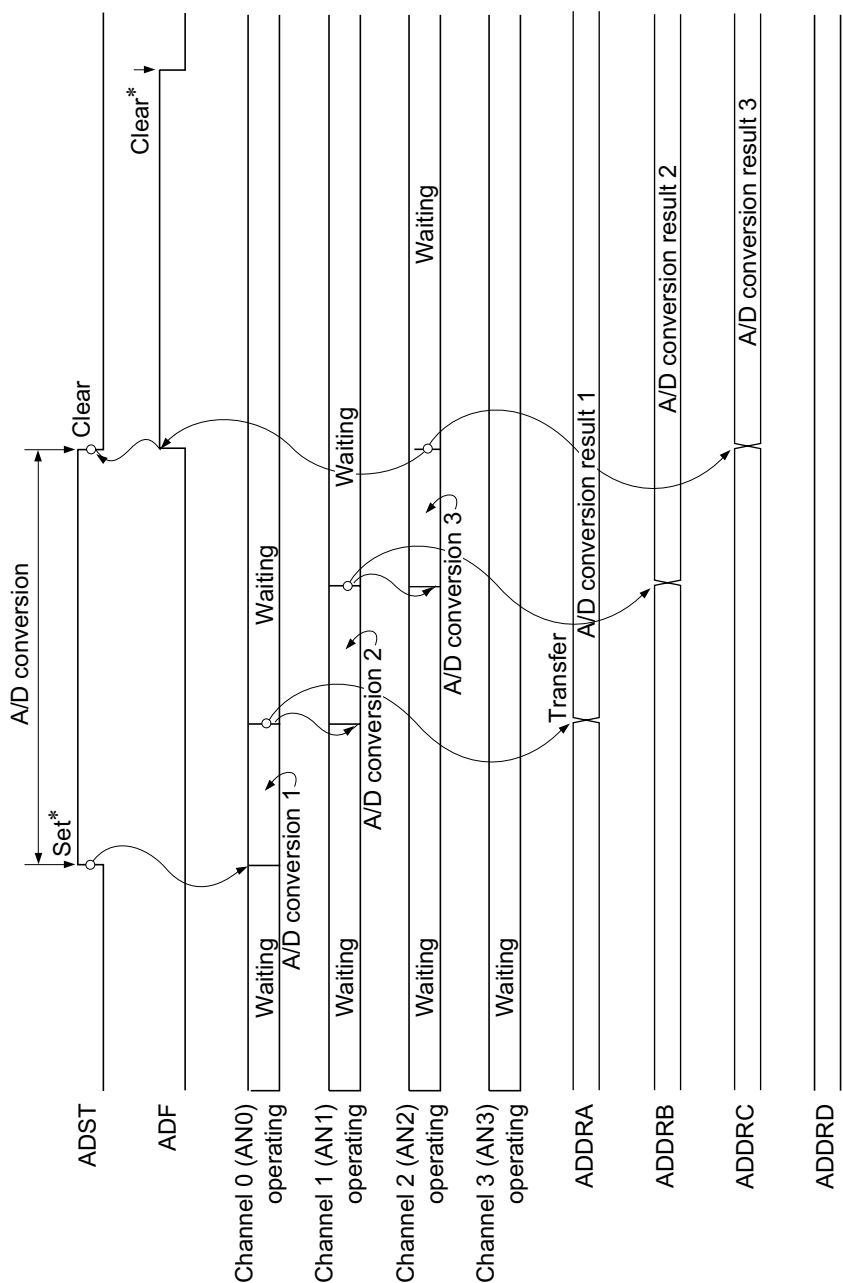 A/D conversion
Set*
Clear
ADST
Clear*
ADF
Channel 0 (AN0)
operating
Waiting
A/D conversion 1
Waiting
Channel 1 (AN1)
operating
Waiting
A/D conversion 2
Waiting
Channel 2 (AN2)
operating
Waiting
A/D conversion 3
Waiting
Channel 3 (AN3)
operating
Waiting
Transfer
ADDRA
A/D conversion result 1
ADDRB
A/D conversion result 2
ADDRC
A/D conversion result 3
ADDRD